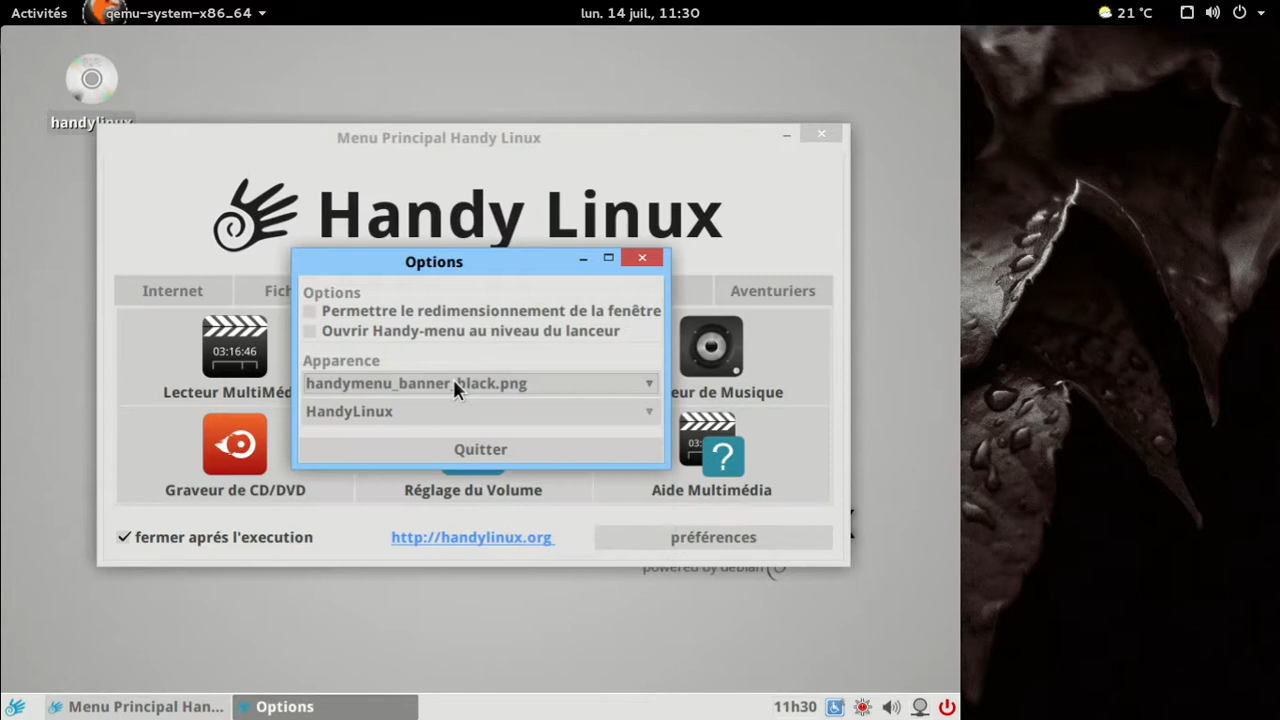 Activités
qemu-system-x86_64
lun. 14 juil., 11:30
21 °C
handylinux
Menu Principal Handy Linux
Handy Linux
Internet
Fich
Aventuriers
Options
Options
Permettre le redimensionnement de la fenêtre
Ouvrir Handy-menu au niveau du lanceur
Apparence
handymenu_banner_black.png
HandyLinux
Quitter
03:16:46
Lecteur MultiMéd
eur de Musique
03:
?
Graveur de CD/DVD
Réglage du Volume
Aide Multimédia
fermer aprés l'execution
http://handylinux.org
préférences
powered by debian
Menu Principal Han...
Options
11h30